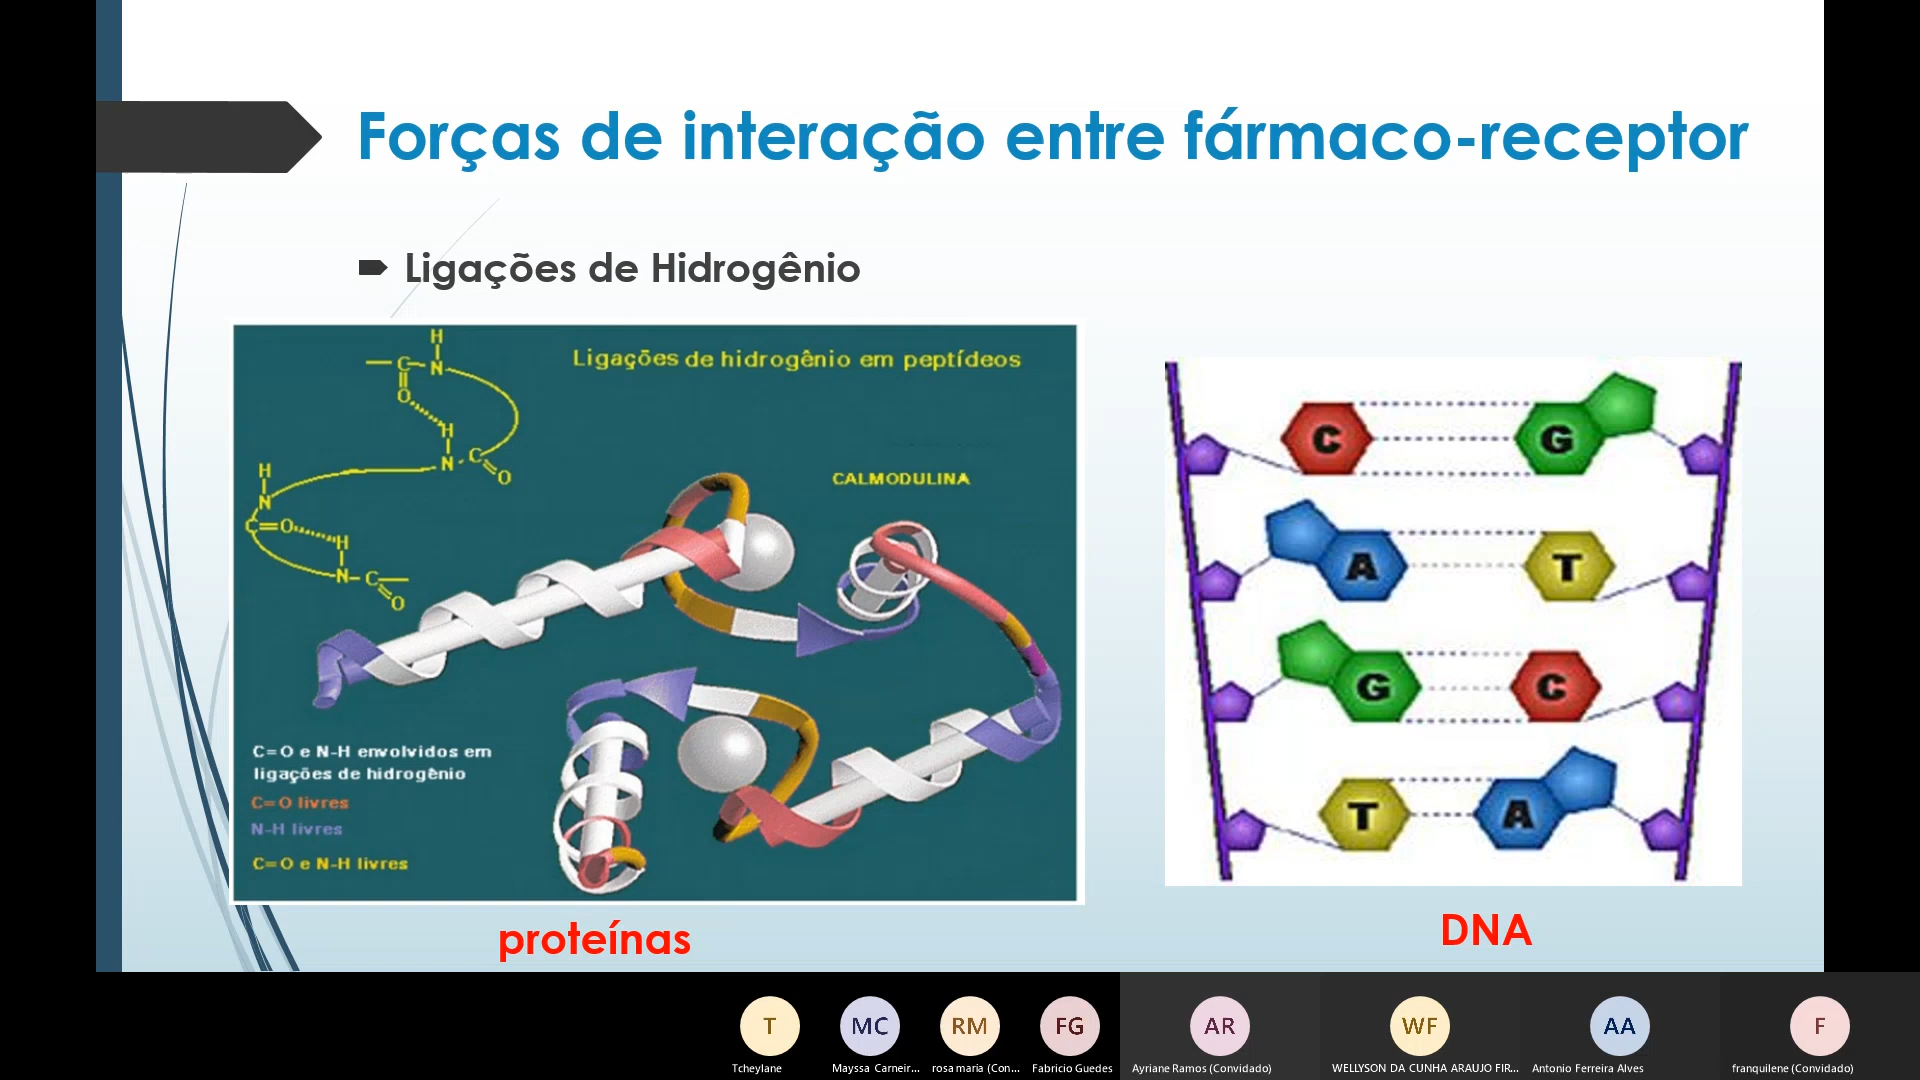 Forças de interação entre fármaco-receptor
Ligações de Hidrogênio
Ligações de hidrogênio em peptídeos
H
C N
O
H
N C
O
H
N
C=O
H
N C
O
CALMODULINA
C=O e N-H envolvidos em
ligações de hidrogênio
C=O livres
N-H livres
C=O e N-H livres
proteínas
C G
A T
G C
T A
DNA
T MC RM FG AR WF AA F
Tcheylane Mayssa Carneir... rosa maria (Con... Fabricio Guedes Ayriane Ramos (Convidado) WELLYSON DA CUNHA ARAUJO FIR... Antonio Ferreira Alves franquilene (Convidado)